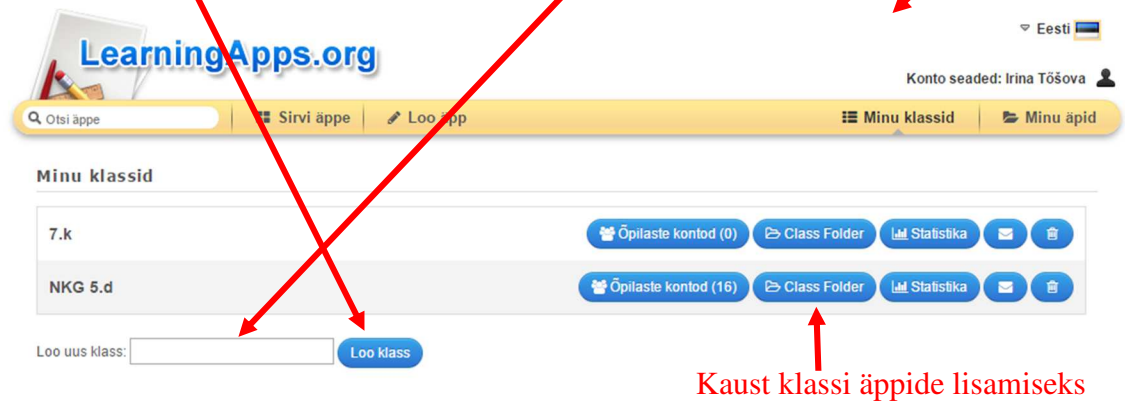 Eesti
LearningApps.org
Konto seaded: Irina Tõšova
Otsi äppe
Sirvi äppe
Loo äpp
Minu klassid
Minu äpid
Minu klassid
7.k
Õpilaste kontod (0)
Class Folder
Statistika
NKG 5.d
Õpilaste kontod (16)
Class Folder
Statistika
Loo uus klass:
Loo klass
Kaust klassi äppide lisamiseks